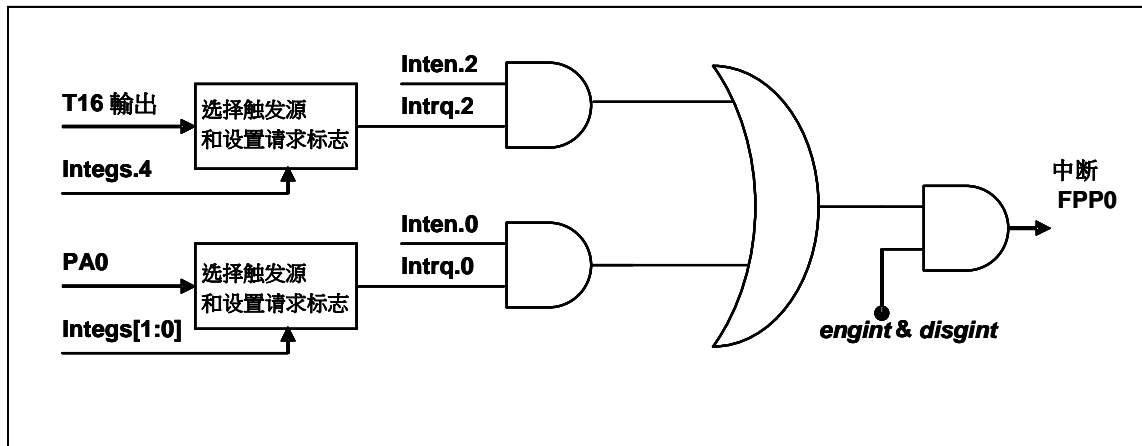 Inten.2
T16 輸出
选择触发源
和设置请求标志
Intrq.2
Integs.4
中断
FPP0
Inten.0
PA0
选择触发源
和设置请求标志
Intrq.0
Integs[1:0]
engint & disgint